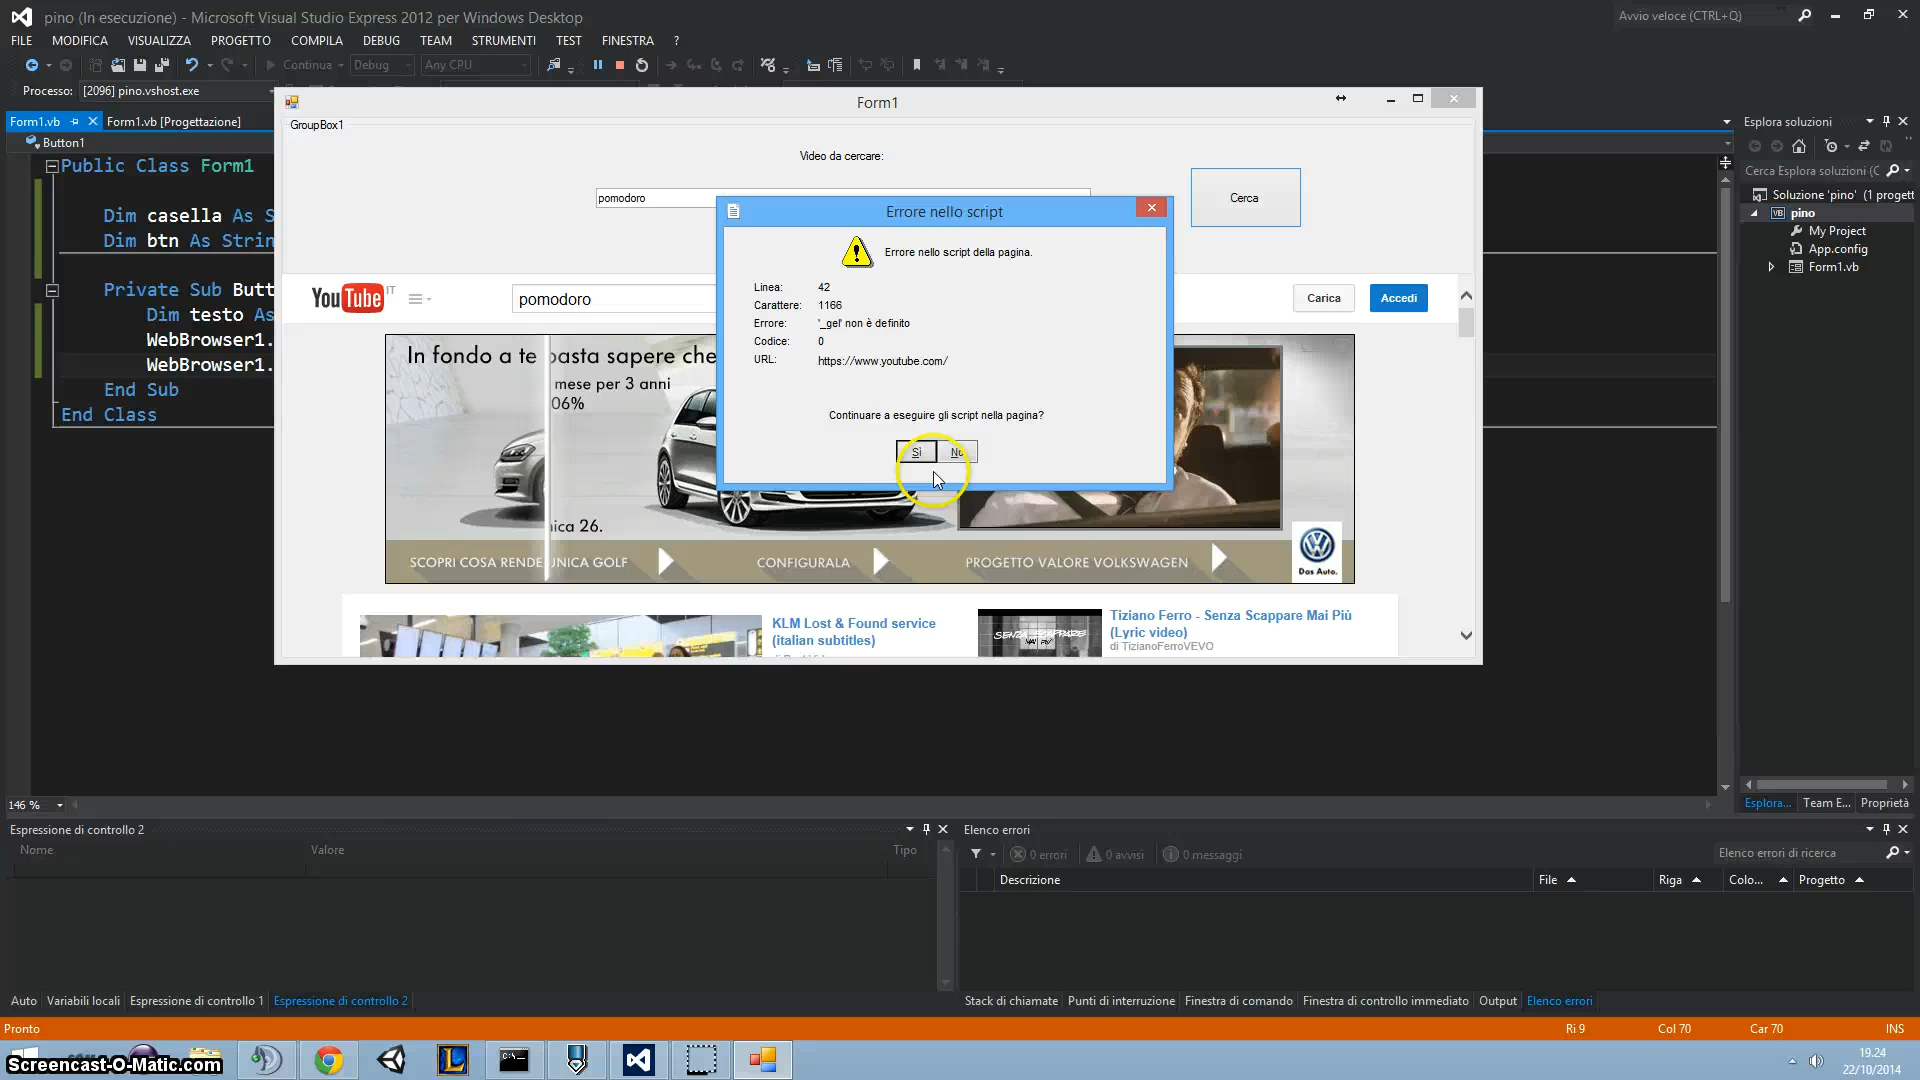 pino (In esecuzione) - Microsoft Visual Studio Express 2012 per Windows Desktop
Avvio veloce (CTRL+Q)
FILE MODIFICA VISUALIZZA PROGETTO COMPILA DEBUG TEAM STRUMENTI TEST FINESTRA ?
Continua Debug Any CPU
Processo: [2096] pino.vshost.exe
Form1
GroupBox1
Form1.vb Form1.vb [Progettazione]
Button1
Public Class Form1
Dim casella As S
Dim btn As Strin
Private Sub Butt
Dim testo As
WebBrowser1.
WebBrowser1.
End Sub
End Class
Video da cercare:
pomodoro
Cerca
Errore nello script
Errore nello script della pagina.
Linea: 42
Carattere: 1166
Errore: '_gel' non è definito
Codice: 0
URL: https://www.youtube.com/
Continuare a eseguire gli script nella pagina?
Sì No
YouTube IT
pomodoro
Carica Accedi
In fondo a te basta sapere che
mese per 3 anni
06%
nica 26.
SCOPRI COSA RENDE UNICA GOLF CONFIGURALA PROGETTO VALORE VOLKSWAGEN
Das Auto.
KLM Lost & Found service
(italian subtitles)
SENZA SCAPPARE
Tiziano Ferro - Senza Scappare Mai Più
(Lyric video)
di TizianoFerroVEVO
Esplora soluzioni
Cerca Esplora soluzioni (C
Soluzione 'pino' (1 progett
VB pino
My Project
App.config
Form1.vb
Esplora... Team E... Proprietà
146 %
Espressione di controllo 2
Nome Valore Tipo
Elenco errori
0 errori 0 avvisi 0 messaggi
Elenco errori di ricerca
Descrizione File Riga Colo... Progetto
Auto Variabili locali Espressione di controllo 1 Espressione di controllo 2
Stack di chiamate Punti di interruzione Finestra di comando Finestra di controllo immediato Output Elenco errori
Pronto
Ri 9 Col 70 Car 70 INS
Screencast-O-Matic.com
19.24
22/10/2014